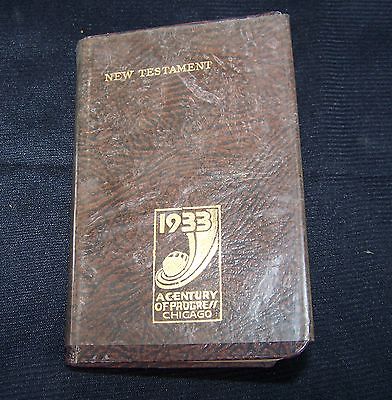 NEW TESTAMENT
1933
A CENTURY
OF PROGRESS
CHICAGO